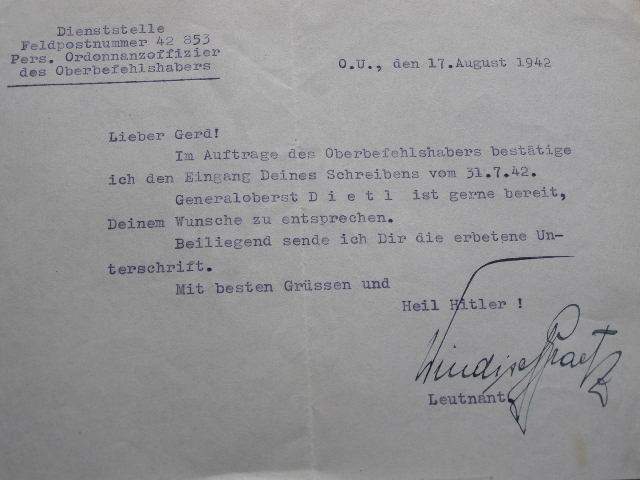 Dienststelle
Feldpostnummer 42 853
Pers. Ordonnanzoffizier
des Oberbefehlshabers
O.U., den 17.August 1942
Lieber Gerd!
Im Auftrage des Oberbefehlshabers bestätige
ich den Eingang Deines Schreibens vom 31.7.42.
Generaloberst D i e t l ist gerne bereit,
Deinem Wunsche zu entsprechen.
Beiliegend sende ich Dir die erbetene Un-
terschrift.
Mit besten Grüssen und
Heil Hitler !
Windischgraetz
Leutnant.